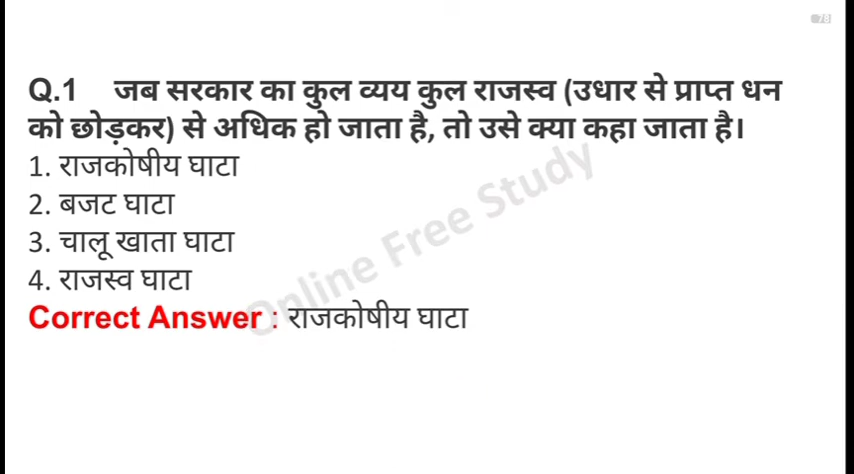 78
Q.1 जब सरकार का कुल व्यय कुल राजस्व (उधार से प्राप्त धन
को छोड़कर) से अधिक हो जाता है, तो उसे क्या कहा जाता है।
1. राजकोषीय घाटा
2. बजट घाटा
3. चालू खाता घाटा
4. राजस्व घाटा
Correct Answer : राजकोषीय घाटा
Online Free Study